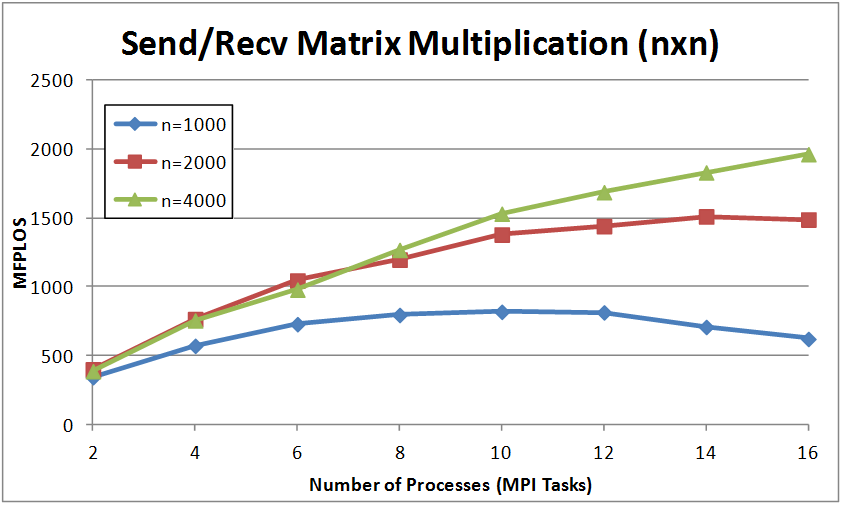 Send/Recv Matrix Multiplication (nxn)
2500
2000
1500
1000
500
0
MFPLOS
n=1000
n=2000
n=4000
2 4 6 8 10 12 14 16
Number of Processes (MPI Tasks)